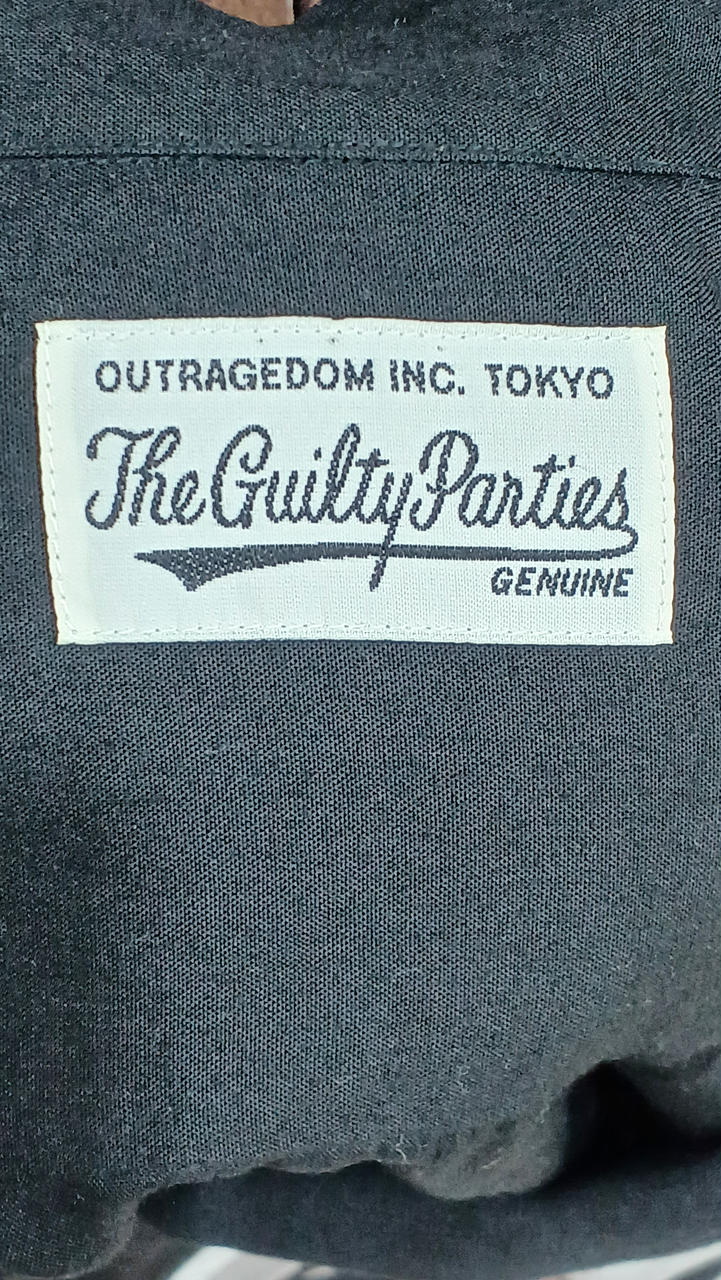 OUTRAGEDOM INC. TOKYO
The Guilty Parties
GENUINE